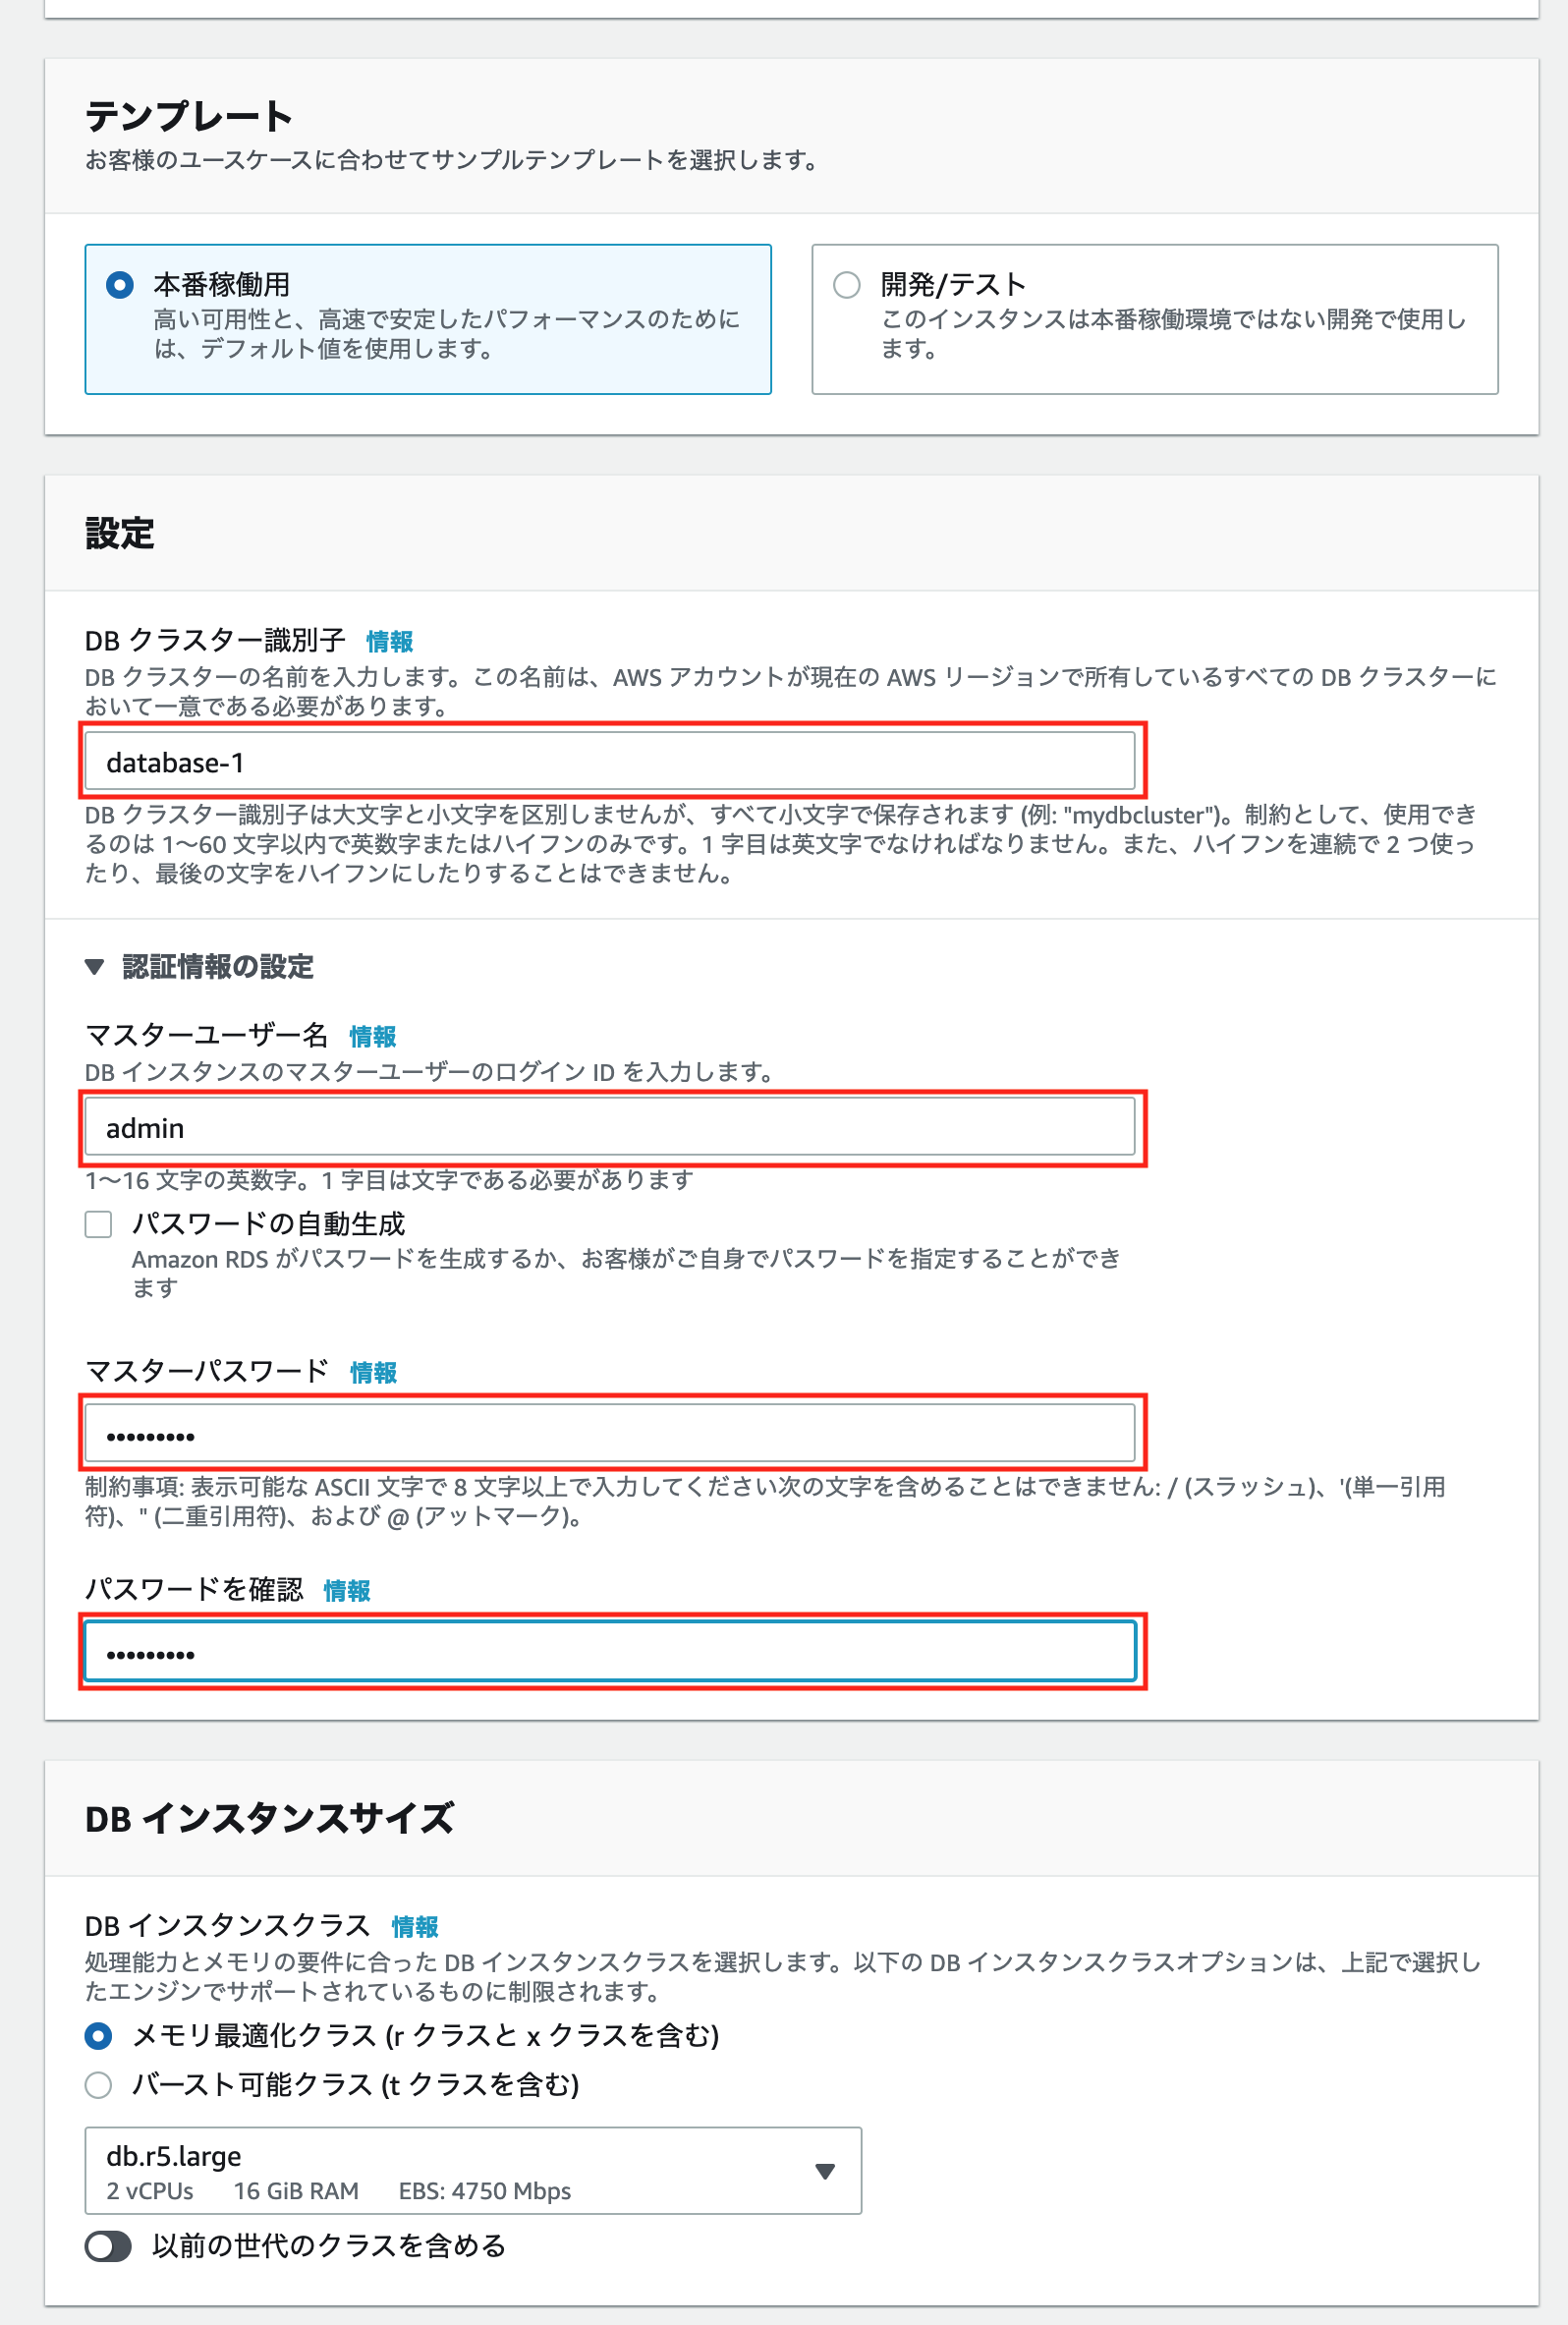 テンプレート
お客様のユースケースに合わせてサンプルテンプレートを選択します。
本番稼働用
高い可用性と、高速で安定したパフォーマンスのために
は、デフォルト値を使用します。
開発/テスト
このインスタンスは本番稼働環境ではない開発で使用し
ます。
設定
DB クラスター識別子 情報
DB クラスターの名前を入力します。この名前は、AWS アカウントが現在の AWS リージョンで所有しているすべての DB クラスターに
おいて一意である必要があります。
database-1
DB クラスター識別子は大文字と小文字を区別しませんが、すべて小文字で保存されます (例: "mydbcluster")。制約として、使用でき
るのは 1〜60 文字以内で英数字またはハイフンのみです。1 字目は英文字でなければなりません。また、ハイフンを連続で 2 つ使っ
たり、最後の文字をハイフンにしたりすることはできません。
▼ 認証情報の設定
マスターユーザー名 情報
DB インスタンスのマスターユーザーのログイン ID を入力します。
admin
1〜16 文字の英数字。1 字目は文字である必要があります
パスワードの自動生成
Amazon RDS がパスワードを生成するか、お客様がご自身でパスワードを指定することができ
ます
マスターパスワード 情報
•••••••••
制約事項: 表示可能な ASCII 文字で 8 文字以上で入力してください次の文字を含めることはできません: / (スラッシュ)、'(単一引用
符)、" (二重引用符)、および @ (アットマーク)。
パスワードを確認 情報
•••••••••
DB インスタンスサイズ
DB インスタンスクラス 情報
処理能力とメモリの要件に合った DB インスタンスクラスを選択します。以下の DB インスタンスクラスオプションは、上記で選択し
たエンジンでサポートされているものに制限されます。
メモリ最適化クラス (r クラスと x クラスを含む)
バースト可能クラス (t クラスを含む)
db.r5.large
2 vCPUs 16 GiB RAM EBS: 4750 Mbps
以前の世代のクラスを含める